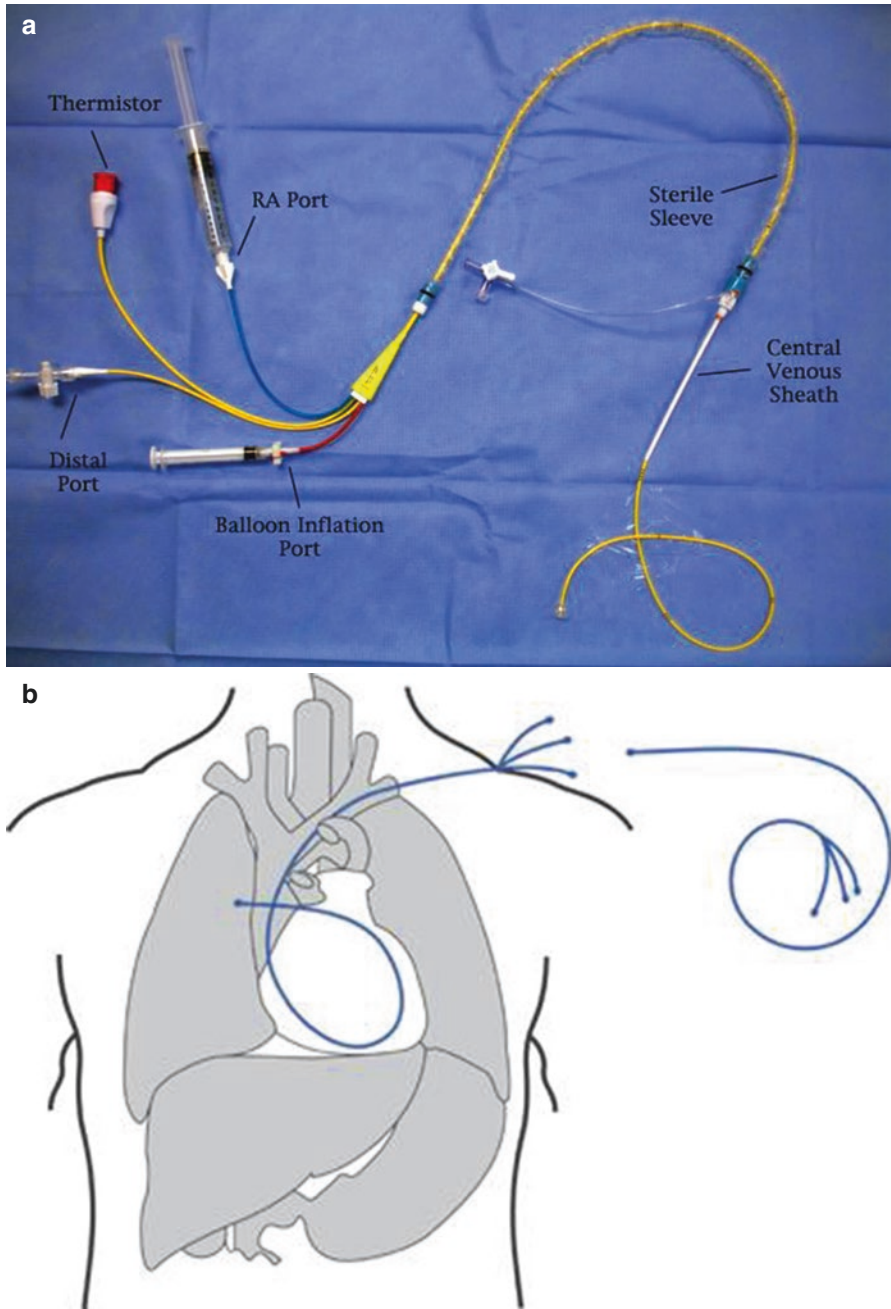 a
Thermistor
RA Port
Sterile
Sleeve
Central
Venous
Sheath
Distal
Port
Balloon Inflation
Port
b